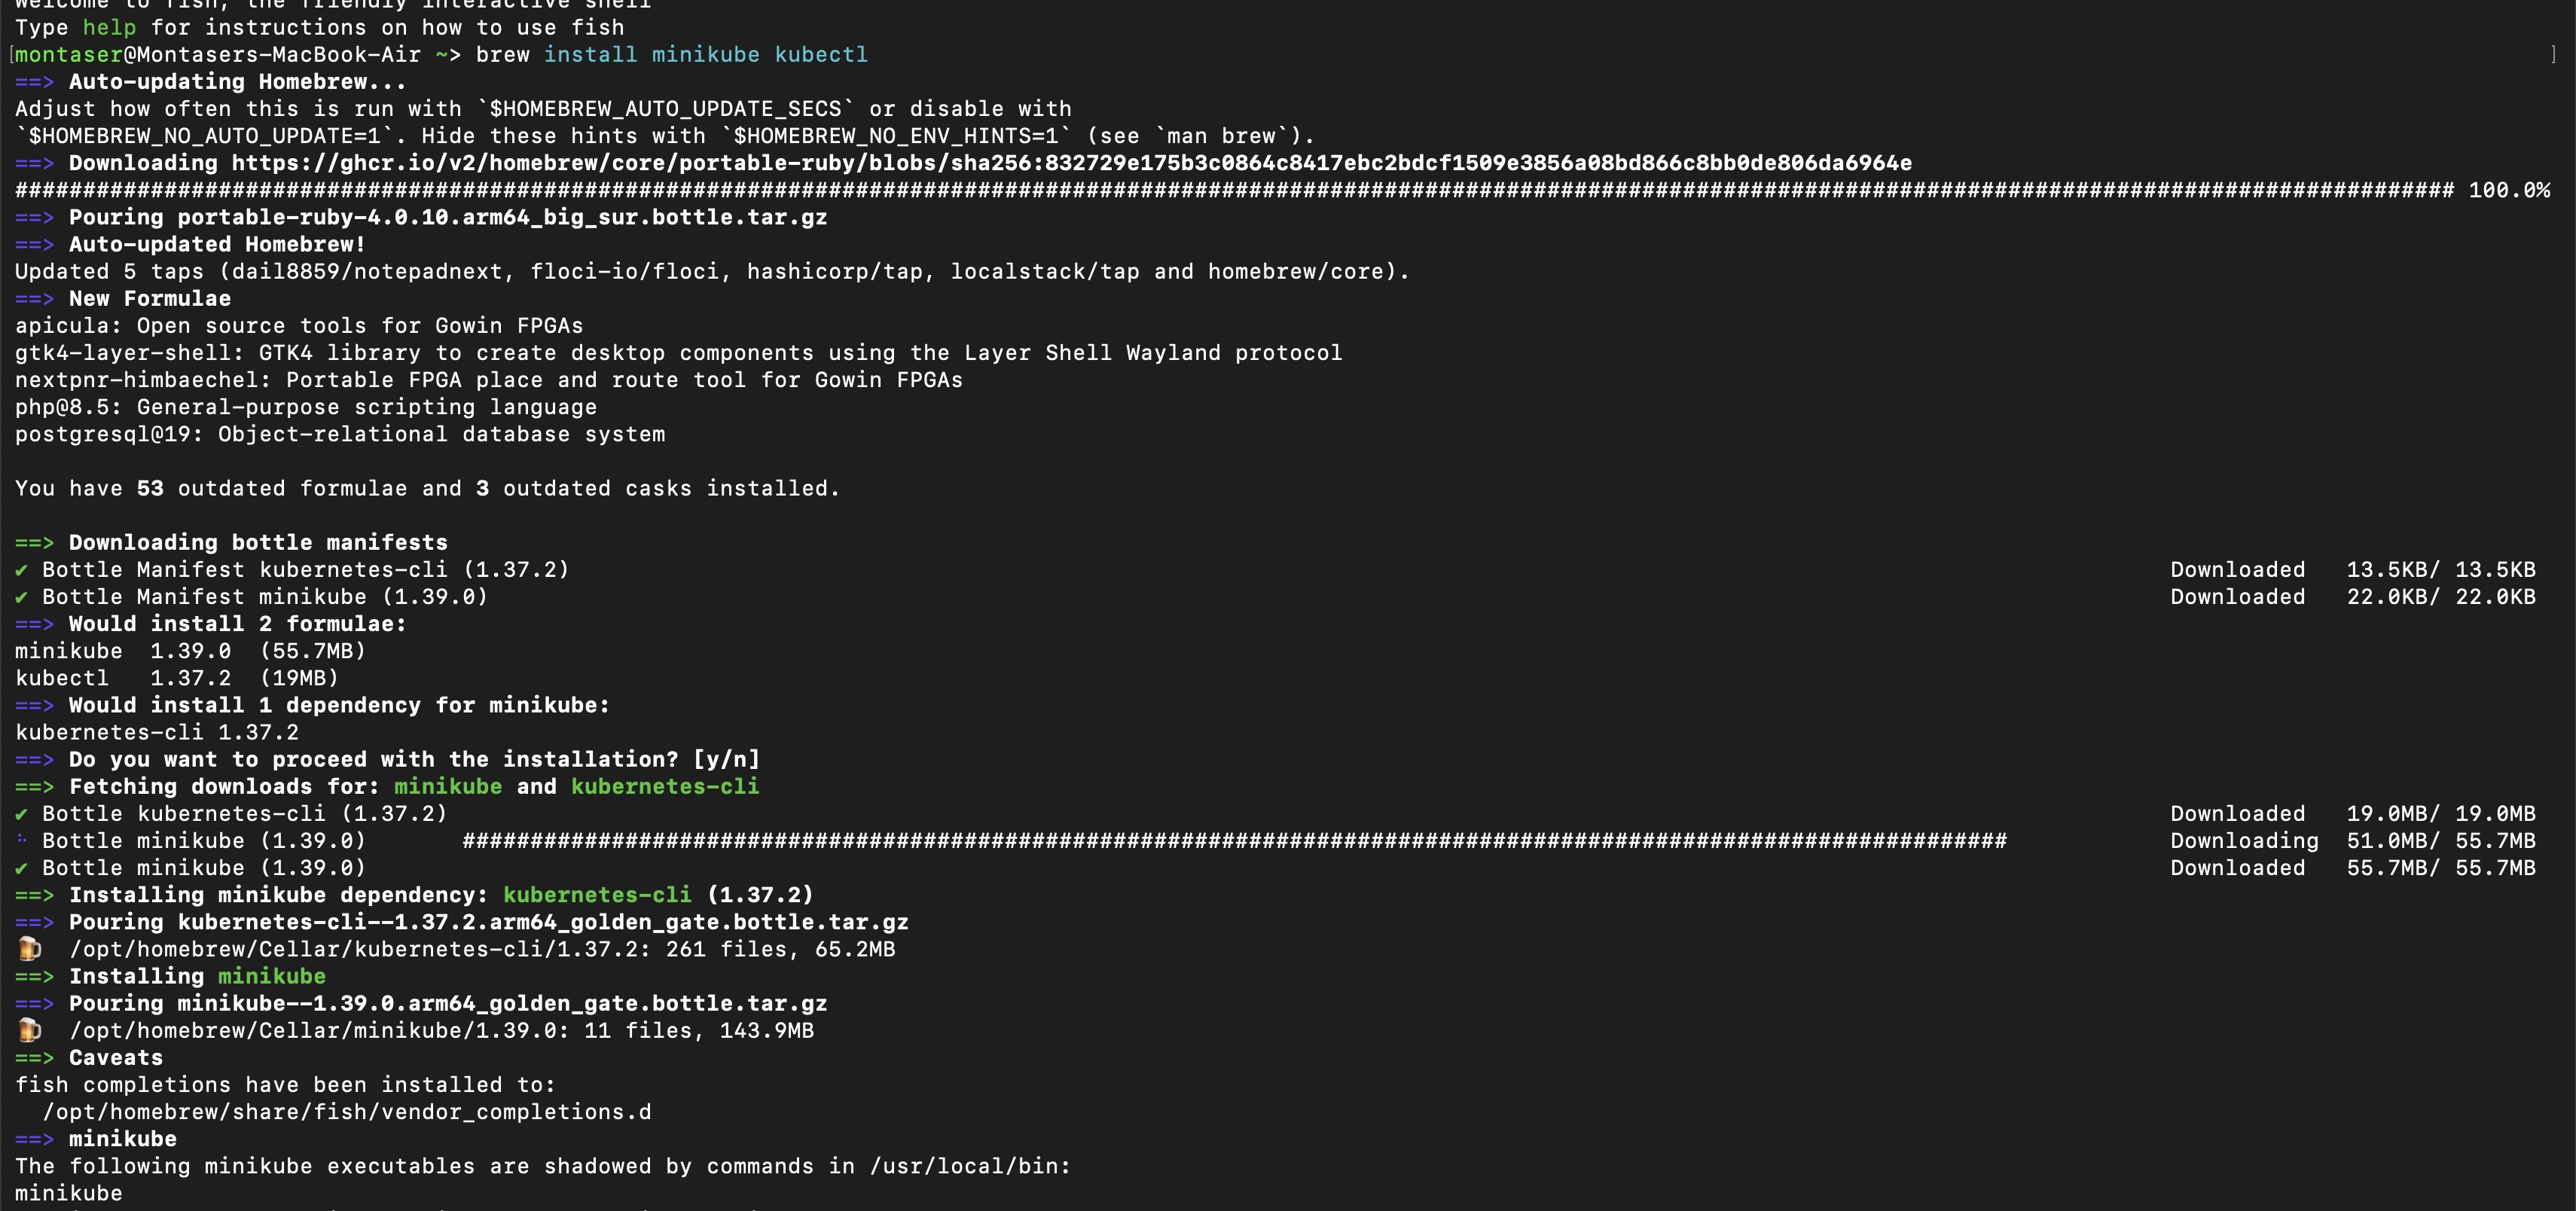 Welcome to fish, the friendly interactive shell
Type help for instructions on how to use fish
[montaser@Montasers-MacBook-Air ~> brew install minikube kubectl ]
==> Auto-updating Homebrew...
Adjust how often this is run with `$HOMEBREW_AUTO_UPDATE_SECS` or disable with
`$HOMEBREW_NO_AUTO_UPDATE=1`. Hide these hints with `$HOMEBREW_NO_ENV_HINTS=1` (see `man brew`).
==> Downloading https://ghcr.io/v2/homebrew/core/portable-ruby/blobs/sha256:832729e175b3c0864c8417ebc2bdcf1509e3856a08bd866c8bb0de806da6964e
#################################################################################################################################################################################### 100.0%
==> Pouring portable-ruby-4.0.10.arm64_big_sur.bottle.tar.gz
==> Auto-updated Homebrew!
Updated 5 taps (dail8859/notepadnext, floci-io/floci, hashicorp/tap, localstack/tap and homebrew/core).
==> New Formulae
apicula: Open source tools for Gowin FPGAs
gtk4-layer-shell: GTK4 library to create desktop components using the Layer Shell Wayland protocol
nextpnr-himbaechel: Portable FPGA place and route tool for Gowin FPGAs
php@8.5: General-purpose scripting language
postgresql@19: Object-relational database system
You have 53 outdated formulae and 3 outdated casks installed.
==> Downloading bottle manifests
✔ Bottle Manifest kubernetes-cli (1.37.2) Downloaded 13.5KB/ 13.5KB
✔ Bottle Manifest minikube (1.39.0) Downloaded 22.0KB/ 22.0KB
==> Would install 2 formulae:
minikube 1.39.0 (55.7MB)
kubectl 1.37.2 (19MB)
==> Would install 1 dependency for minikube:
kubernetes-cli 1.37.2
==> Do you want to proceed with the installation? [y/n]
==> Fetching downloads for: minikube and kubernetes-cli
✔ Bottle kubernetes-cli (1.37.2) Downloaded 19.0MB/ 19.0MB
Bottle minikube (1.39.0) ################################################################################################################## Downloading 51.0MB/ 55.7MB
✔ Bottle minikube (1.39.0) Downloaded 55.7MB/ 55.7MB
==> Installing minikube dependency: kubernetes-cli (1.37.2)
==> Pouring kubernetes-cli--1.37.2.arm64_golden_gate.bottle.tar.gz
🍺 /opt/homebrew/Cellar/kubernetes-cli/1.37.2: 261 files, 65.2MB
==> Installing minikube
==> Pouring minikube--1.39.0.arm64_golden_gate.bottle.tar.gz
🍺 /opt/homebrew/Cellar/minikube/1.39.0: 11 files, 143.9MB
==> Caveats
fish completions have been installed to:
/opt/homebrew/share/fish/vendor_completions.d
==> minikube
The following minikube executables are shadowed by commands in /usr/local/bin:
minikube